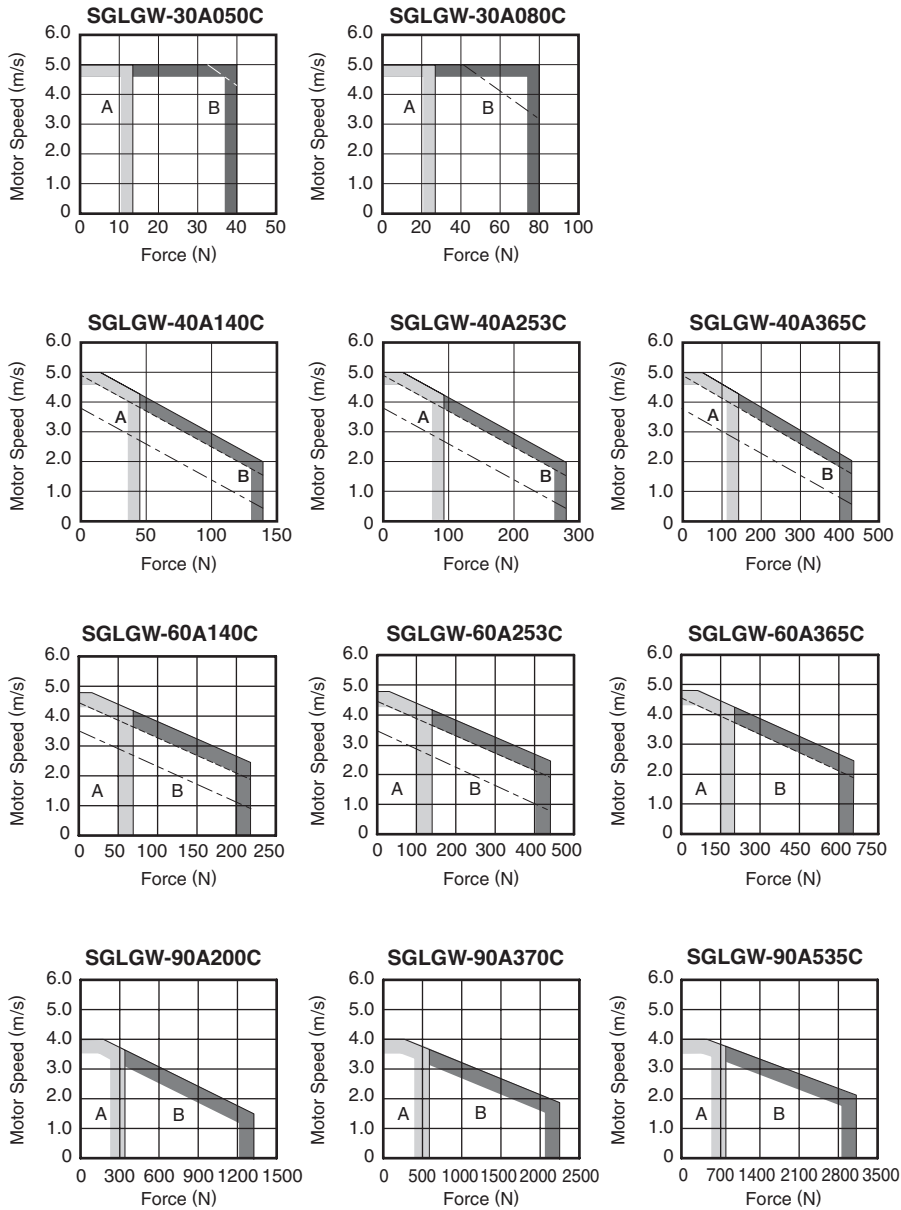 SGLGW-30A050C
Motor Speed (m/s)
6.0
5.0
4.0
3.0
2.0
1.0
0
A
B
0 10 20 30 40 50
Force (N)
SGLGW-30A080C
Motor Speed (m/s)
6.0
5.0
4.0
3.0
2.0
1.0
0
A
B
0 20 40 60 80 100
Force (N)
SGLGW-40A140C
Motor Speed (m/s)
6.0
5.0
4.0
3.0
2.0
1.0
0
A
B
0 50 100 150
Force (N)
SGLGW-40A253C
Motor Speed (m/s)
6.0
5.0
4.0
3.0
2.0
1.0
0
A
B
0 100 200 300
Force (N)
SGLGW-40A365C
Motor Speed (m/s)
6.0
5.0
4.0
3.0
2.0
1.0
0
A
B
0 100 200 300 400 500
Force (N)
SGLGW-60A140C
Motor Speed (m/s)
6.0
5.0
4.0
3.0
2.0
1.0
0
A
B
0 50 100 150 200 250
Force (N)
SGLGW-60A253C
Motor Speed (m/s)
6.0
5.0
4.0
3.0
2.0
1.0
0
A
B
0 100 200 300 400 500
Force (N)
SGLGW-60A365C
Motor Speed (m/s)
6.0
5.0
4.0
3.0
2.0
1.0
0
A
B
0 150 300 450 600 750
Force (N)
SGLGW-90A200C
Motor Speed (m/s)
6.0
5.0
4.0
3.0
2.0
1.0
0
A
B
0 300 600 900 1200 1500
Force (N)
SGLGW-90A370C
Motor Speed (m/s)
6.0
5.0
4.0
3.0
2.0
1.0
0
A
B
0 500 1000 1500 2000 2500
Force (N)
SGLGW-90A535C
Motor Speed (m/s)
6.0
5.0
4.0
3.0
2.0
1.0
0
A
B
0 700 1400 2100 2800 3500
Force (N)